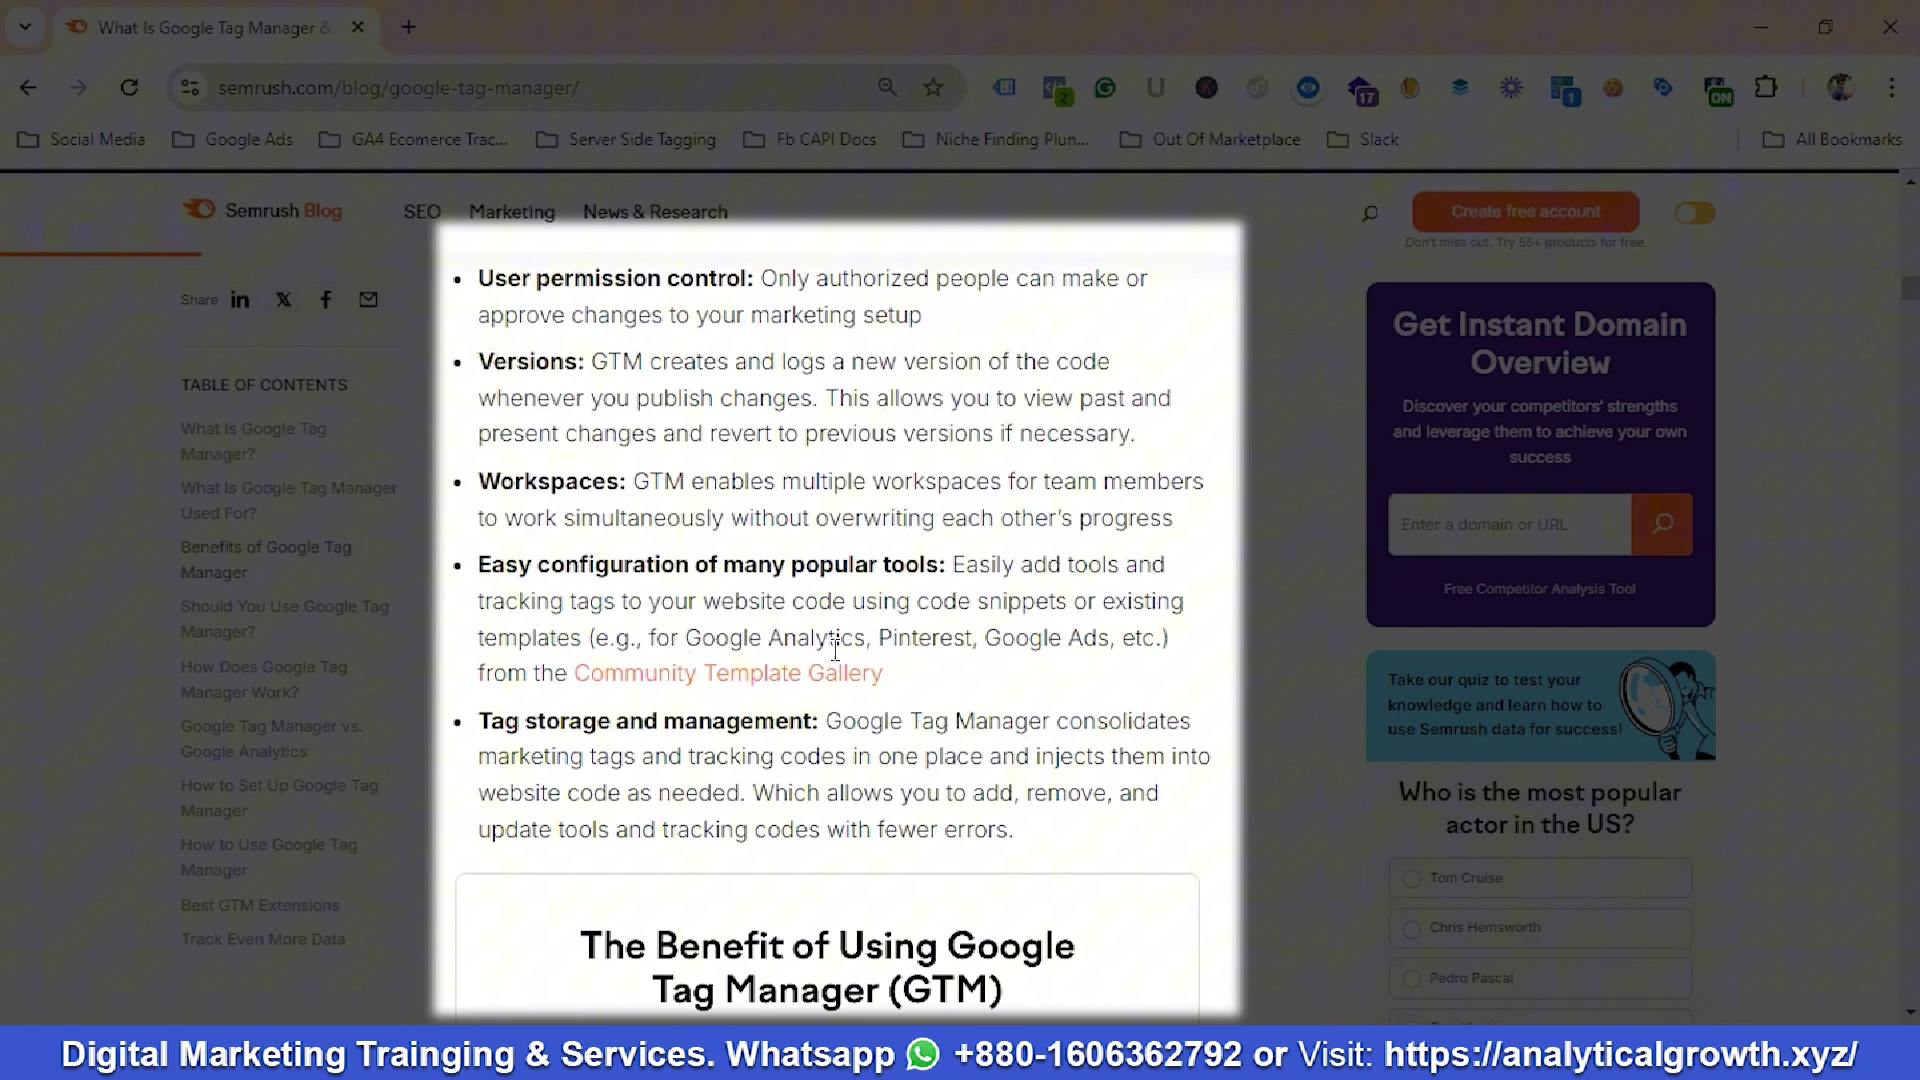 What Is Google Tag Manager &
semrush.com/blog/google-tag-manager/
2
17
1
ON
Social Media
Google Ads
GA4 Ecomerce Trac...
Server Side Tagging
Fb CAPI Docs
Niche Finding Plun...
Out Of Marketplace
Slack
All Bookmarks
Semrush Blog
SEO
Marketing
News & Research
Create free account
Don't miss out. Try 55+ products for free.
Share
TABLE OF CONTENTS
What Is Google Tag
Manager?
What Is Google Tag Manager
Used For?
Benefits of Google Tag
Manager
Should You Use Google Tag
Manager?
How Does Google Tag
Manager Work?
Google Tag Manager vs.
Google Analytics
How to Set Up Google Tag
Manager
How to Use Google Tag
Manager
Best GTM Extensions
Track Even More Data
• User permission control: Only authorized people can make or
approve changes to your marketing setup
• Versions: GTM creates and logs a new version of the code
whenever you publish changes. This allows you to view past and
present changes and revert to previous versions if necessary.
• Workspaces: GTM enables multiple workspaces for team members
to work simultaneously without overwriting each other's progress
• Easy configuration of many popular tools: Easily add tools and
tracking tags to your website code using code snippets or existing
templates (e.g., for Google Analytics, Pinterest, Google Ads, etc.)
from the Community Template Gallery
• Tag storage and management: Google Tag Manager consolidates
marketing tags and tracking codes in one place and injects them into
website code as needed. Which allows you to add, remove, and
update tools and tracking codes with fewer errors.
The Benefit of Using Google
Tag Manager (GTM)
Get Instant Domain
Overview
Discover your competitors' strengths
and leverage them to achieve your own
success
Enter a domain or URL
Free Competitor Analysis Tool
Take our quiz to test your
knowledge and learn how to
use Semrush data for success!
Who is the most popular
actor in the US?
Tom Cruise
Chris Hemsworth
Pedro Pascal
Digital Marketing Trainging & Services. Whatsapp +880-1606362792 or Visit: https://analyticalgrowth.xyz/